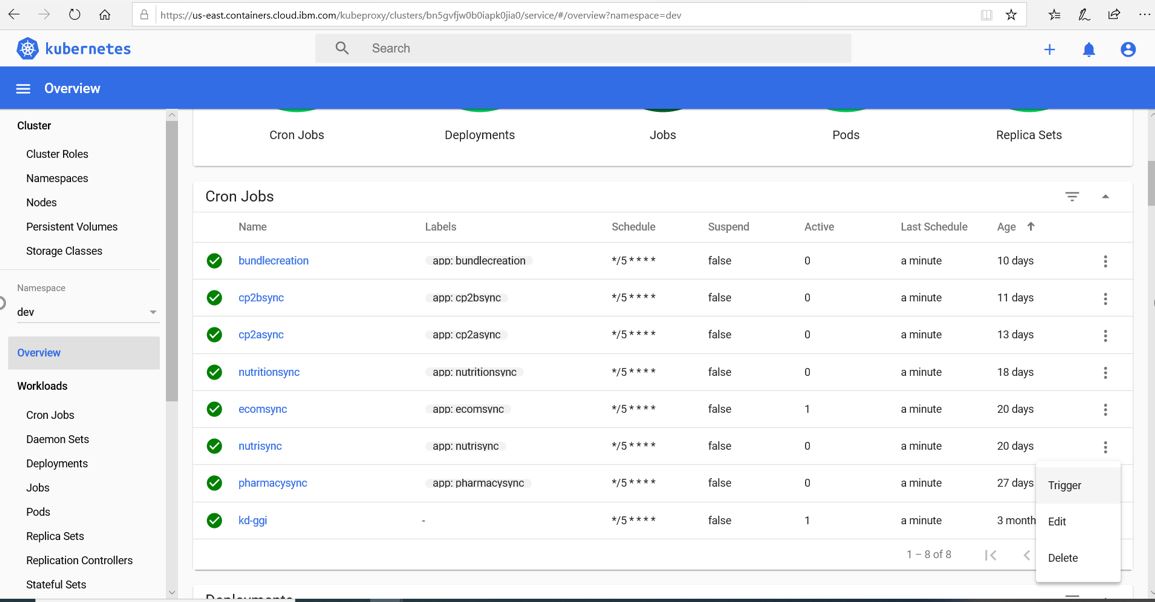 https://us-east.containers.cloud.ibm.com/kubeproxy/clusters/bn5gvfjw0b0iapk0jia0/service/#/overview?namespace=dev
kubernetes
Search
Overview
Cluster
Cluster Roles
Namespaces
Nodes
Persistent Volumes
Storage Classes
Namespace
dev
Overview
Workloads
Cron Jobs
Daemon Sets
Deployments
Jobs
Pods
Replica Sets
Replication Controllers
Stateful Sets
Cron Jobs Deployments Jobs Pods Replica Sets
Cron Jobs
Name Labels Schedule Suspend Active Last Schedule Age
bundlecreation app: bundlecreation */5 * * * * false 0 a minute 10 days
cp2bsync app: cp2bsync */5 * * * * false 0 a minute 11 days
cp2async app: cp2async */5 * * * * false 0 a minute 13 days
nutritionsync app: nutritionsync */5 * * * * false 0 a minute 18 days
ecomsync app: ecomsync */5 * * * * false 1 a minute 20 days
nutrisync app: nutrisync */5 * * * * false 0 a minute 20 days
pharmacysync app: pharmacysync */5 * * * * false 0 a minute 27 days
kd-ggi - */5 * * * * false 1 a minute 3 month
1 – 8 of 8
Trigger
Edit
Delete
Deployments